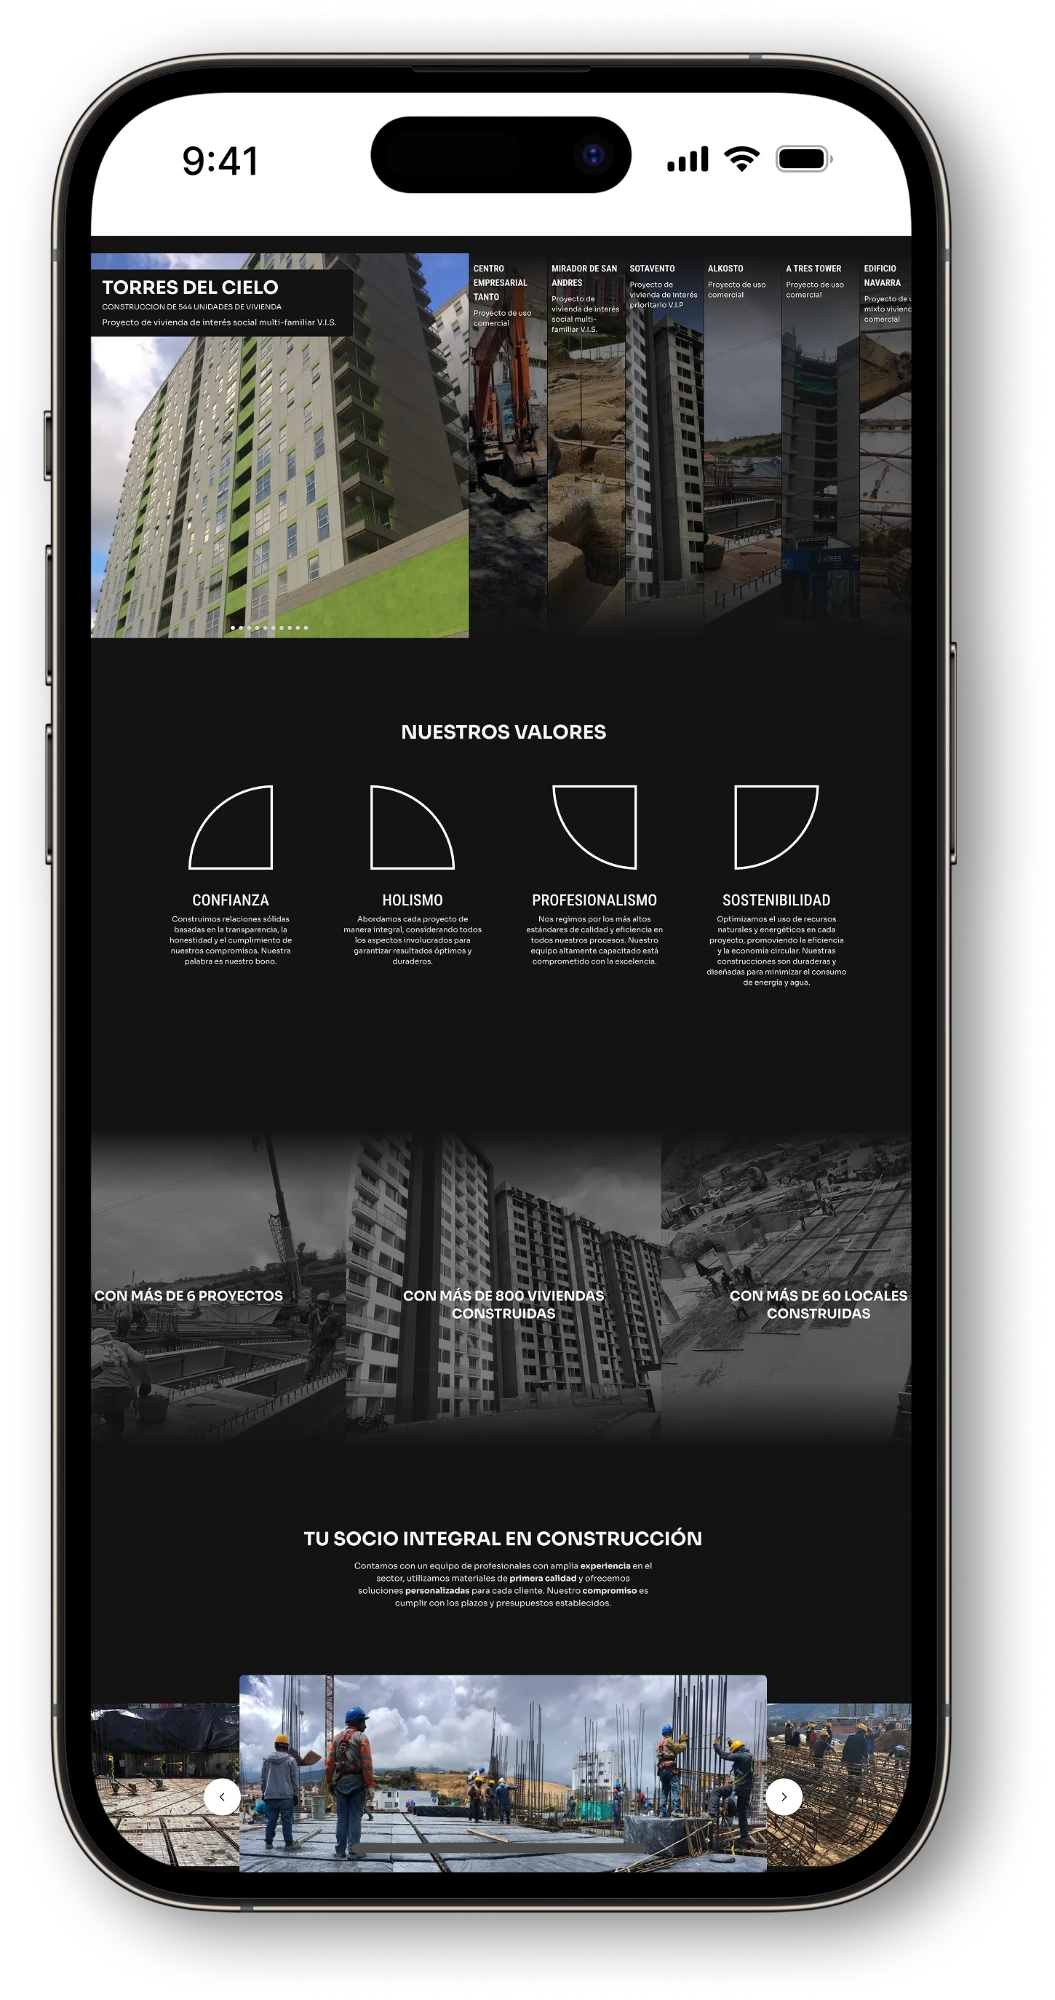 9:41
TORRES DEL CIELO
CONSTRUCCION DE 544 UNIDADES DE VIVIENDA
Proyecto de vivienda de interés social multi-familiar V.I.S.
CENTRO
EMPRESARIAL
TANTO
Proyecto de uso
comercial
MIRADOR DE SAN
ANDRES
Proyecto de
vivienda de interés
social multi-
familiar V.I.S.
SOTAVENTO
Proyecto de
vivienda de interés
prioritario V.I.P
ALKOSTO
Proyecto de uso
comercial
A TRES TOWER
Proyecto de uso
comercial
EDIFICIO
NAVARRA
Proyecto de
mixto
comercial
NUESTROS VALORES
CONFIANZA
Construimos relaciones sólidas
basadas en la transparencia, la
honestidad y el cumplimiento de
nuestros compromisos. Nuestra
palabra es nuestro bono.
HOLISMO
Abordamos cada proyecto de
manera integral, considerando todos
los aspectos involucrados para
garantizar resultados óptimos y
duraderos.
PROFESIONALISMO
Nos regimos por los más altos
estándares de calidad y eficiencia en
todos nuestros procesos. Nuestro
equipo altamente capacitado está
comprometido con la excelencia.
SOSTENIBILIDAD
Optimizamos el uso de recursos
naturales y energéticos en cada
proyecto, promoviendo la eficiencia
y la economía circular. Nuestras
construcciones son duraderas y
diseñadas para minimizar el consumo
de energía y agua.
CON MÁS DE 6 PROYECTOS
CON MÁS DE 800 VIVIENDAS
CONSTRUIDAS
CON MÁS DE 60 LOCALES
CONSTRUIDAS
TU SOCIO INTEGRAL EN CONSTRUCCIÓN
Contamos con un equipo de profesionales con amplia experiencia en el
sector, utilizamos materiales de primera calidad y ofrecemos
soluciones personalizadas para cada cliente. Nuestro compromiso es
cumplir con los plazos y presupuestos establecidos.